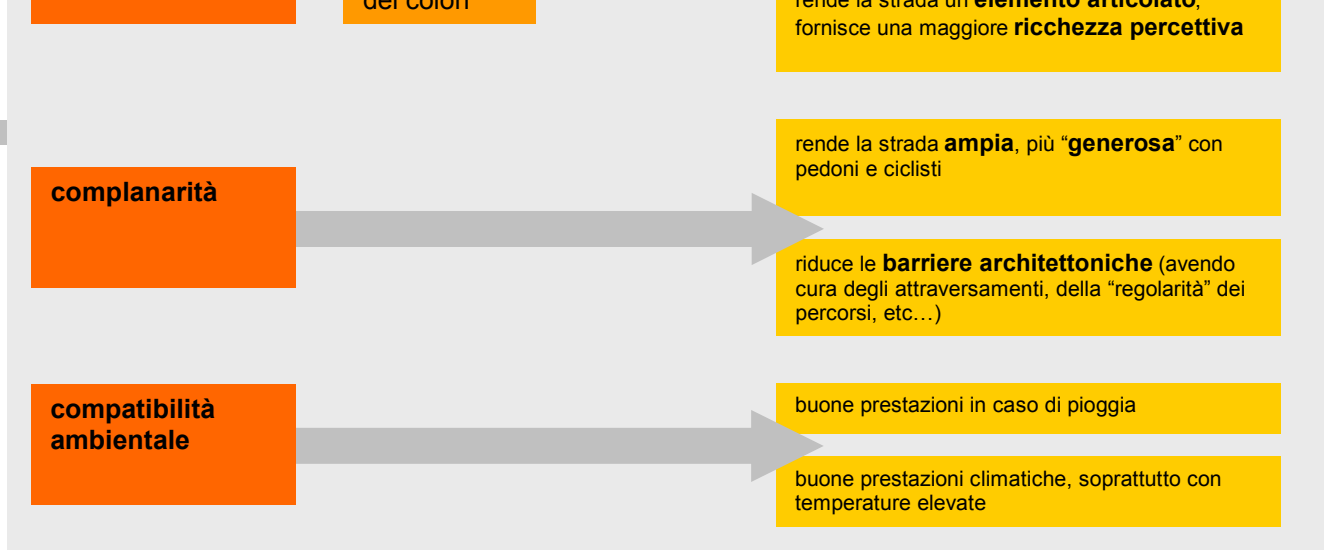 dei colori
rende la strada un elemento articolato,
fornisce una maggiore ricchezza percettiva
complanarità
rende la strada ampia, più “generosa” con
pedoni e ciclisti
riduce le barriere architettoniche (avendo
cura degli attraversamenti, della “regolarità” dei
percorsi, etc…)
compatibilità
ambientale
buone prestazioni in caso di pioggia
buone prestazioni climatiche, soprattutto con
temperature elevate